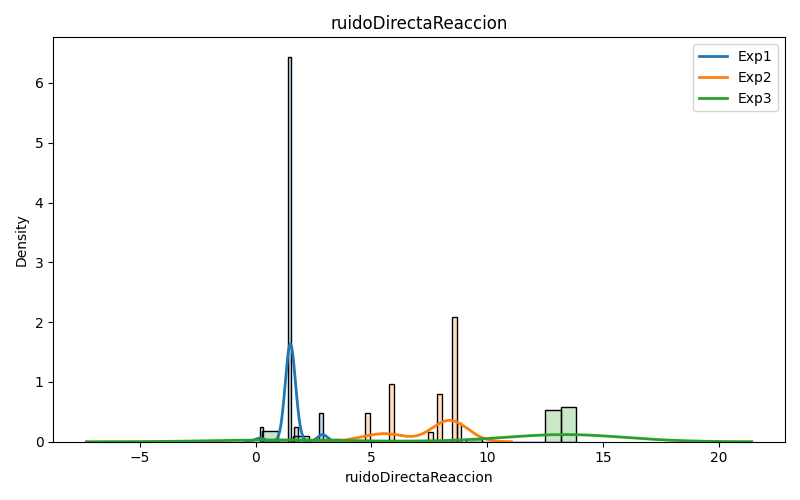 ruidoDirectaReaccion
Exp1
Exp2
Exp3
Density
6
5
4
3
2
1
0
−5 0 5 10 15 20
ruidoDirectaReaccion